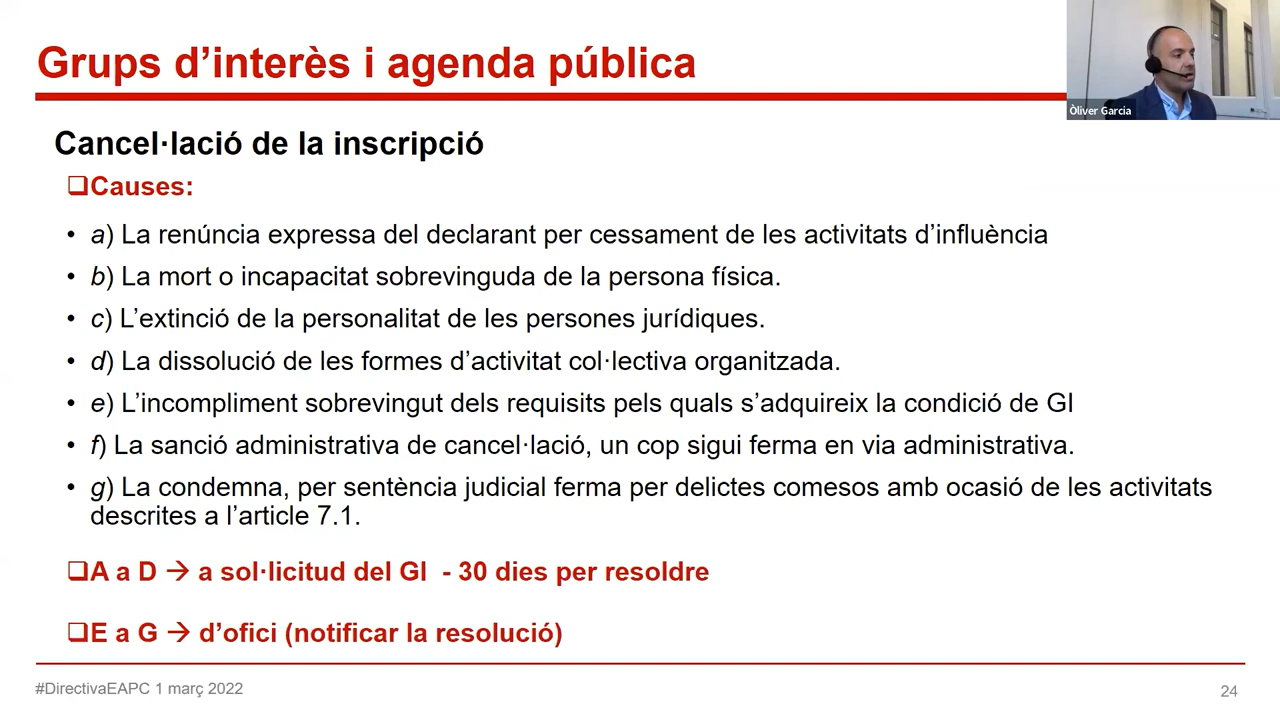 Grups d’interès i agenda pública
Òliver Garcia
Cancel·lació de la inscripció
❑Causes:
• a) La renúncia expressa del declarant per cessament de les activitats d’influència
• b) La mort o incapacitat sobrevinguda de la persona física.
• c) L’extinció de la personalitat de les persones jurídiques.
• d) La dissolució de les formes d’activitat col·lectiva organitzada.
• e) L’incompliment sobrevingut dels requisits pels quals s’adquireix la condició de GI
• f) La sanció administrativa de cancel·lació, un cop sigui ferma en via administrativa.
• g) La condemna, per sentència judicial ferma per delictes comesos amb ocasió de les activitats
descrites a l’article 7.1.
❑A a D → a sol·licitud del GI - 30 dies per resoldre
❑E a G → d’ofici (notificar la resolució)
#DirectivaEAPC 1 març 2022
24